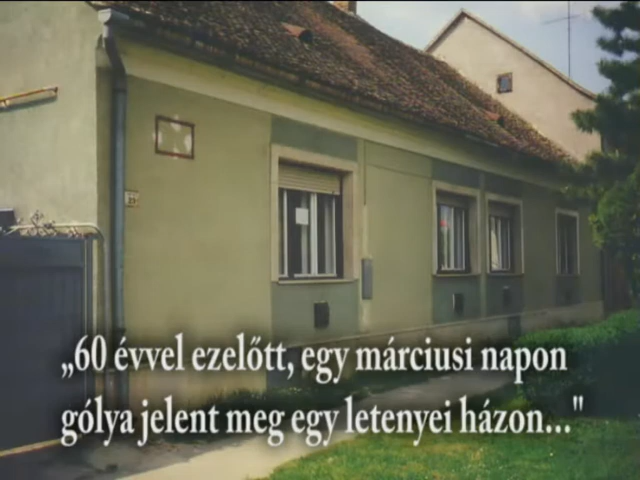 „60 évvel ezelőtt, egy márciusi napon
gólya jelent meg egy letenyei házon..."